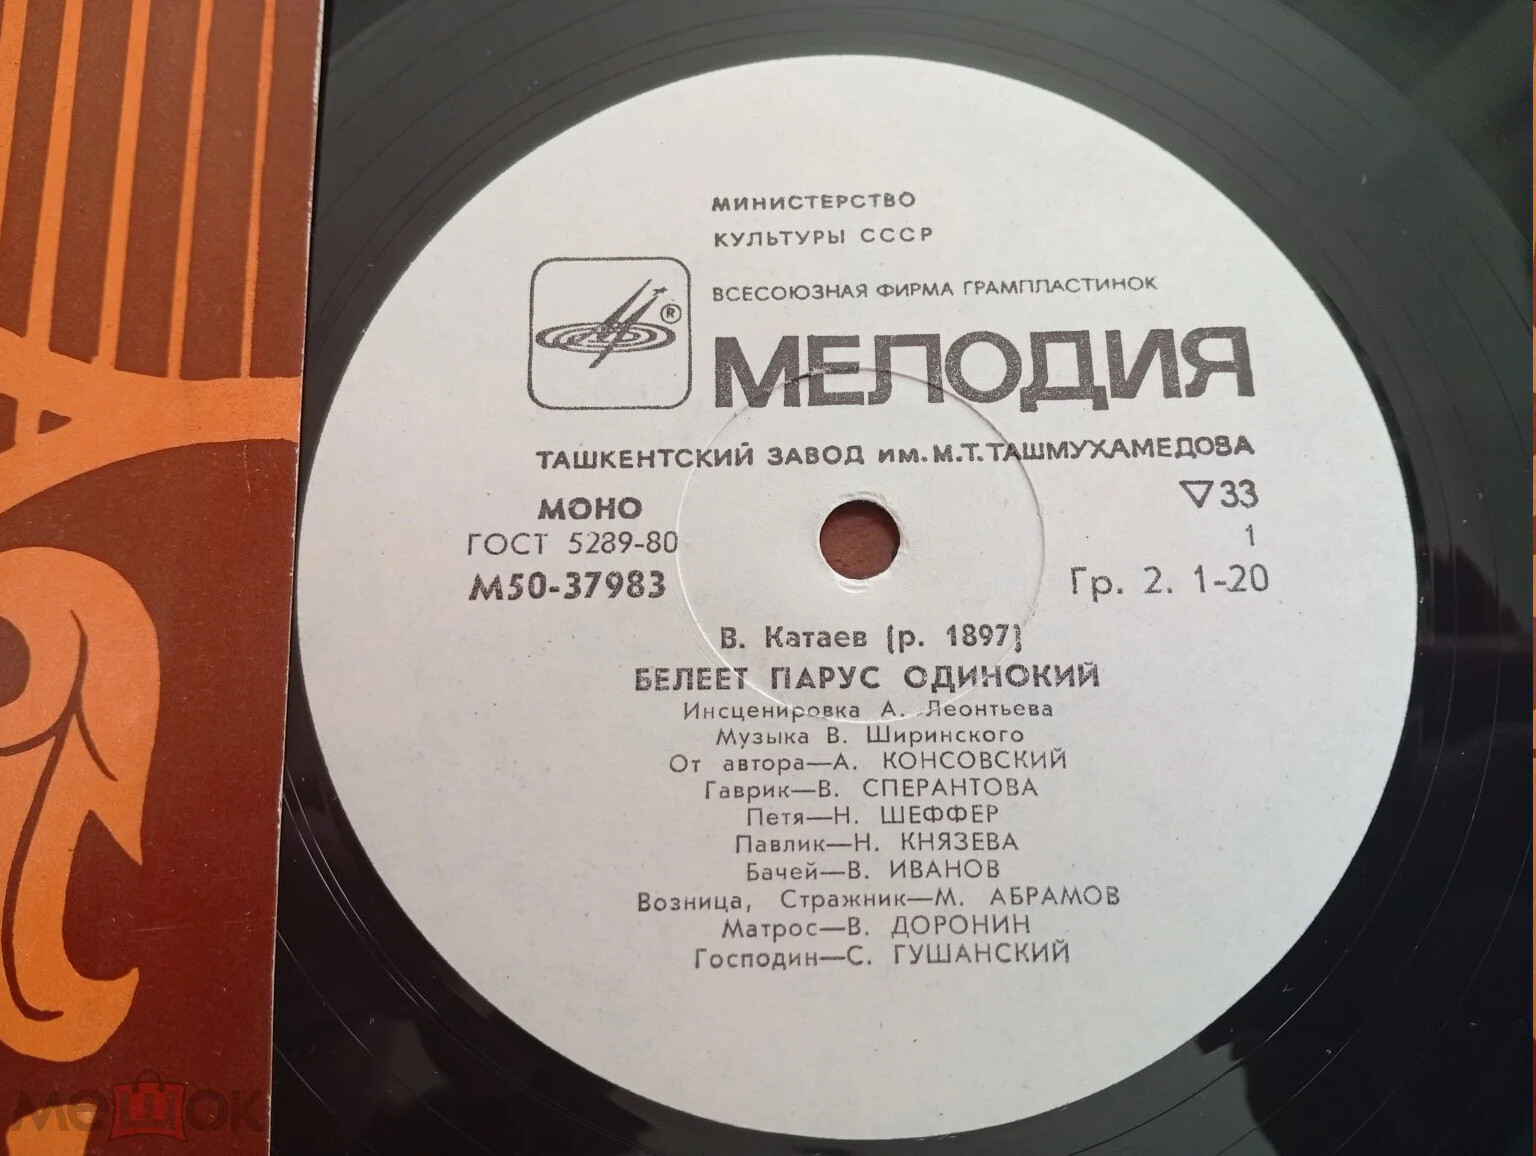 МИНИСТЕРСТВО
КУЛЬТУРЫ СССР
ВСЕСОЮЗНАЯ ФИРМА ГРАМПЛАСТИНОК
®
МЕЛОДИЯ
ТАШКЕНТСКИЙ ЗАВОД им. М.Т. ТАШМУХАМЕДОВА
МОНО
ГОСТ 5289-80
М50-37983
▽33
1
Гр. 2. 1-20
В. Катаев (р. 1897)
БЕЛЕЕТ ПАРУС ОДИНОКИЙ
Инсценировка А. Леонтьева
Музыка В. Ширинского
От автора—А. КОНСОВСКИЙ
Гаврик—В. СПЕРАНТОВА
Петя—Н. ШЕФФЕР
Павлик—Н. КНЯЗЕВА
Бачей—В. ИВАНОВ
Возница, Стражник—М. АБРАМОВ
Матрос—В. ДОРОНИН
Господин—С. ГУШАНСКИЙ
мешок